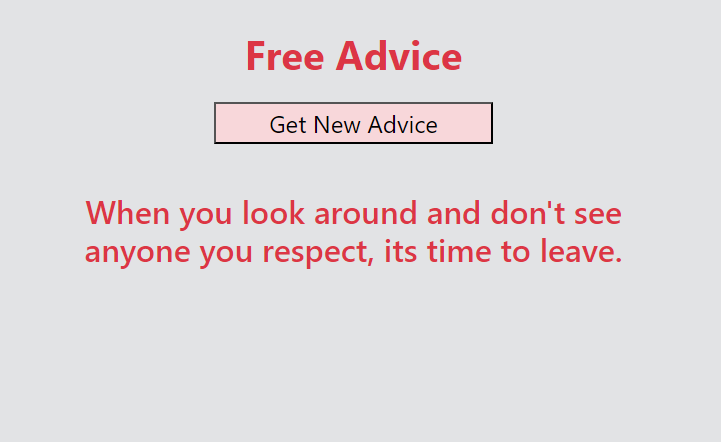 Free Advice
Get New Advice
When you look around and don't see
anyone you respect, its time to leave.